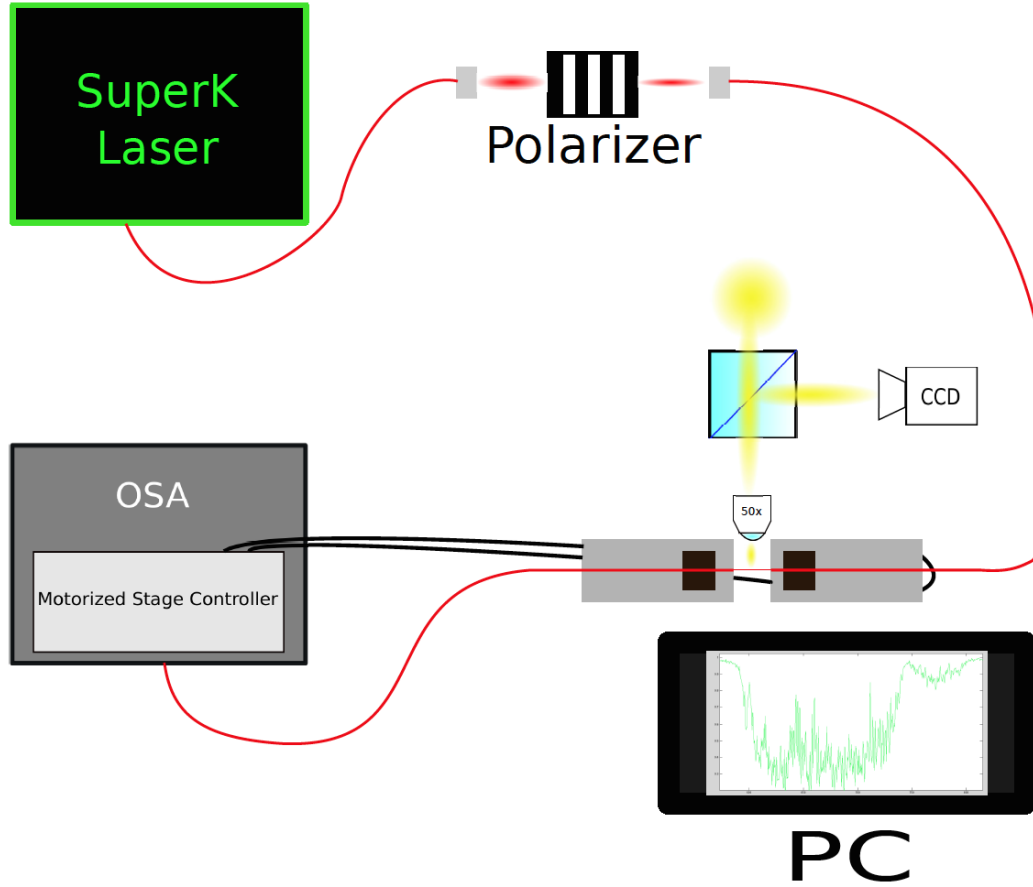 SuperK
Laser
Polarizer
CCD
50x
OSA
Motorized Stage Controller
PC